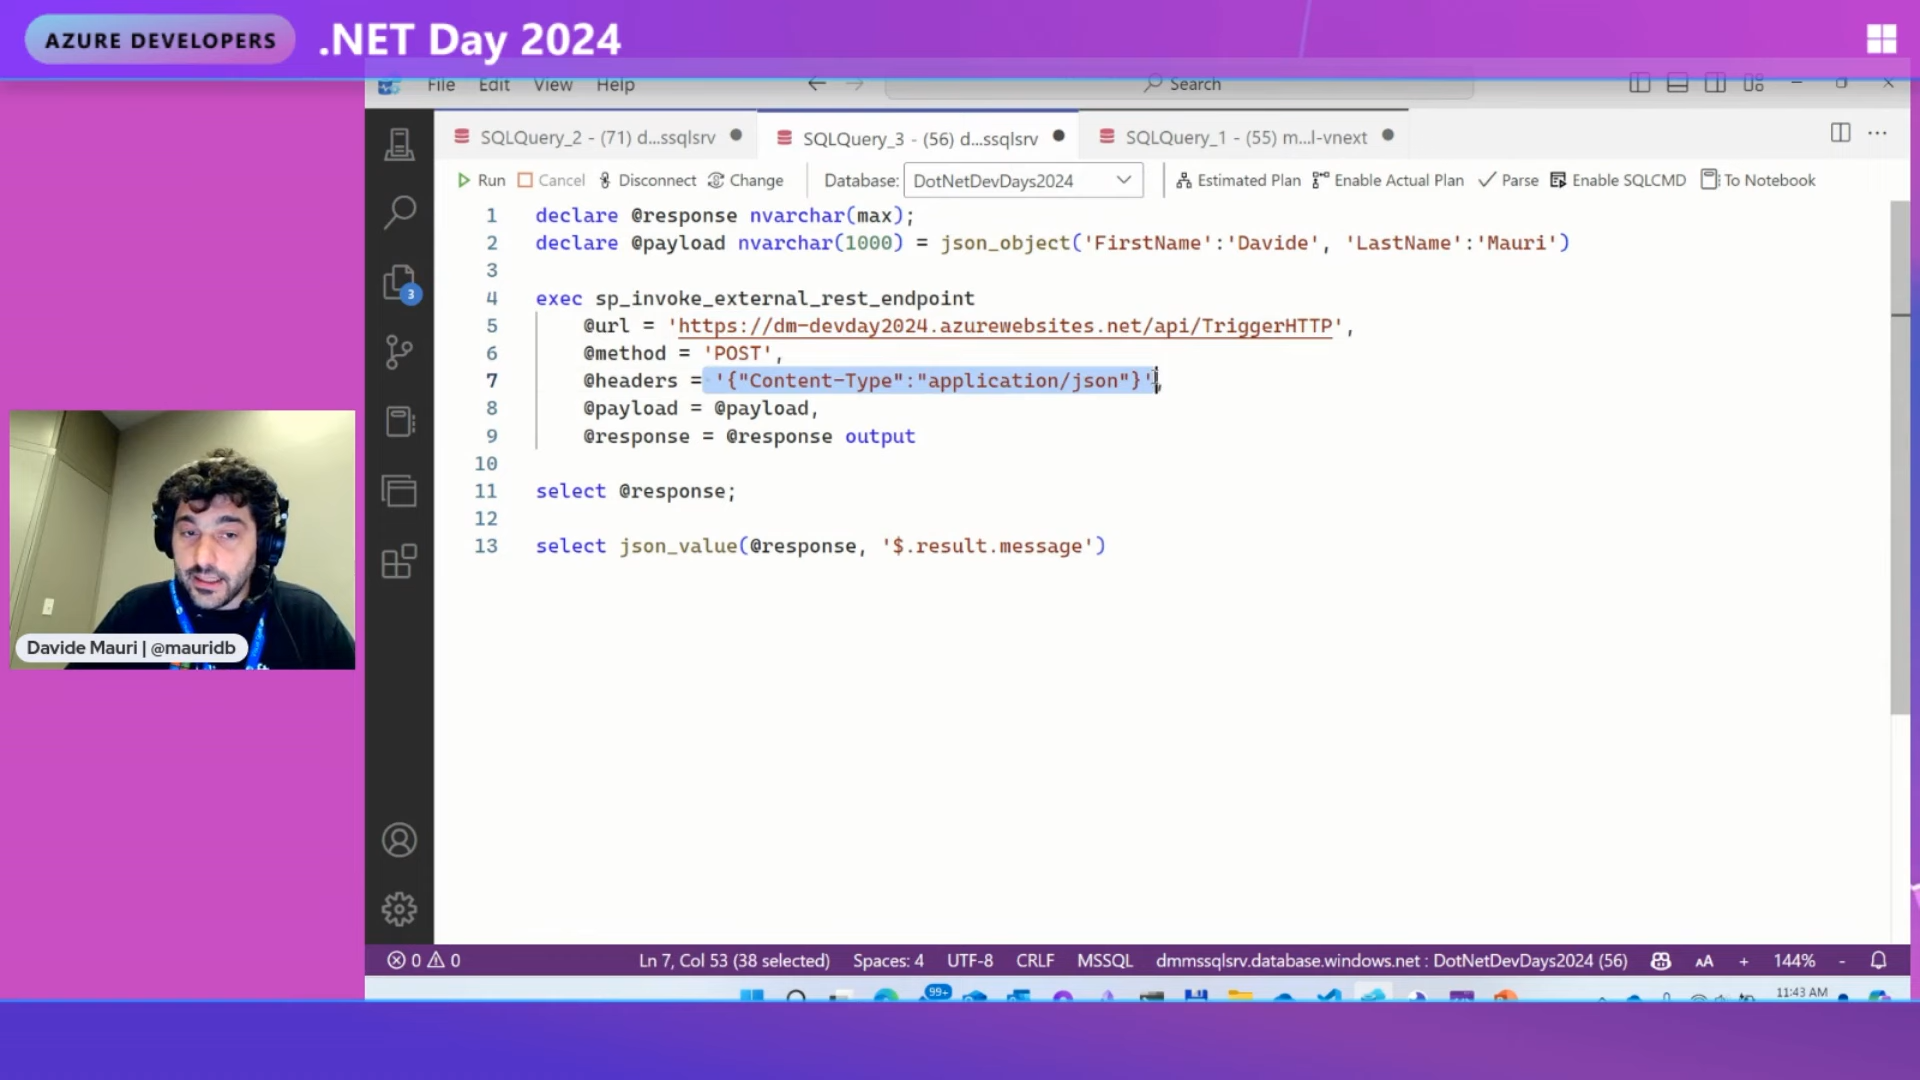 AZURE DEVELOPERS .NET Day 2024
File Edit View Help Search
SQLQuery_2 - (71) d...ssqlsrv SQLQuery_3 - (56) d...ssqlsrv SQLQuery_1 - (55) m...l-vnext
Run Cancel Disconnect Change Database: DotNetDevDays2024 Estimated Plan Enable Actual Plan Parse Enable SQLCMD To Notebook
1 declare @response nvarchar(max);
2 declare @payload nvarchar(1000) = json_object('FirstName':'Davide', 'LastName':'Mauri')
3
4 exec sp_invoke_external_rest_endpoint
5 @url = 'https://dm-devday2024.azurewebsites.net/api/TriggerHTTP',
6 @method = 'POST',
7 @headers = '{"Content-Type":"application/json"}',
8 @payload = @payload,
9 @response = @response output
10
11 select @response;
12
13 select json_value(@response, '$.result.message')
3
Davide Mauri | @mauridb
0 0 Ln 7, Col 53 (38 selected) Spaces: 4 UTF-8 CRLF MSSQL dmmssqlsrv.database.windows.net : DotNetDevDays2024 (56) AA + 144% -
99+ 11:43 AM